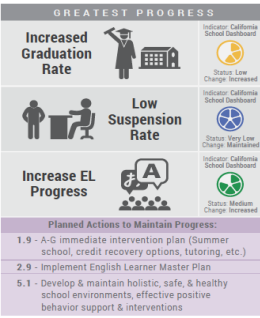 GREATEST PROGRESS
Increased
Graduation
Rate
Indicator: California
School Dashboard
Status: Low
Change: Increased
Low
Suspension
Rate
Indicator: California
School Dashboard
Status: Very Low
Change: Maintained
Increase EL
Progress
あ
A
Indicator: California
School Dashboard
Status: Medium
Change: Increased
Planned Actions to Maintain Progress:
1.9 - A-G immediate intervention plan (Summer
school, credit recovery options, tutoring, etc.)
2.9 - Implement English Learner Master Plan
5.1 - Develop & maintain holistic, safe, & healthy
school environments, effective positive
behavior support & interventions